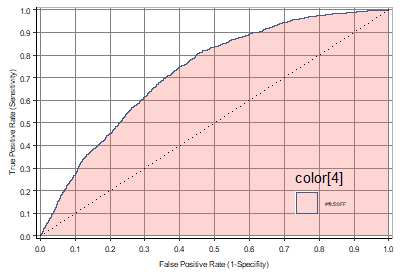 1.0
0.9
0.8
0.7
0.6
0.5
0.4
0.3
0.2
0.1
0.0
True Positive Rate (Sensitivity)
color[4]
0.0 0.1 0.2 0.3 0.4 0.5 0.6 0.7 0.8 0.9 1.0
False Positive Rate (1-Specifity)